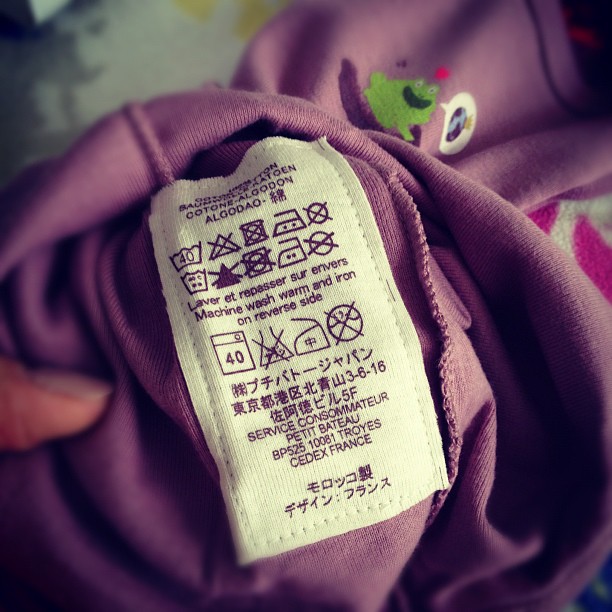 COTONE-ALGODON
ALGODAO- 綿
40
Laver et repasser sur envers
Machine wash warm and iron
on reverse side
40 中
㈱プチバトー・ジャパン
東京都港区北青山3-6-16
佐阿徳ビル5F
SERVICE CONSOMMATEUR
PETIT BATEAU
BP525 10081 TROYES
CEDEX FRANCE
モロッコ製
デザイン：フランス